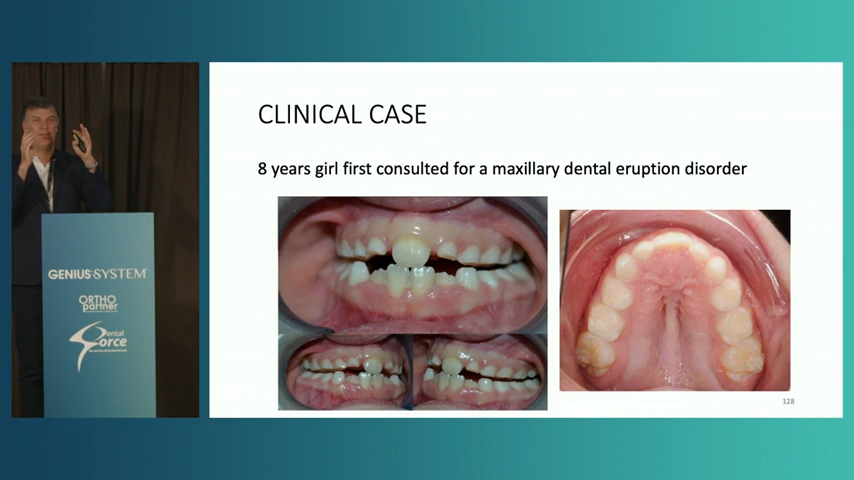 CLINICAL CASE
8 years girl first consulted for a maxillary dental eruption disorder
GENIUS SYSTEM
ORTHO
partner
Dental
Force
128